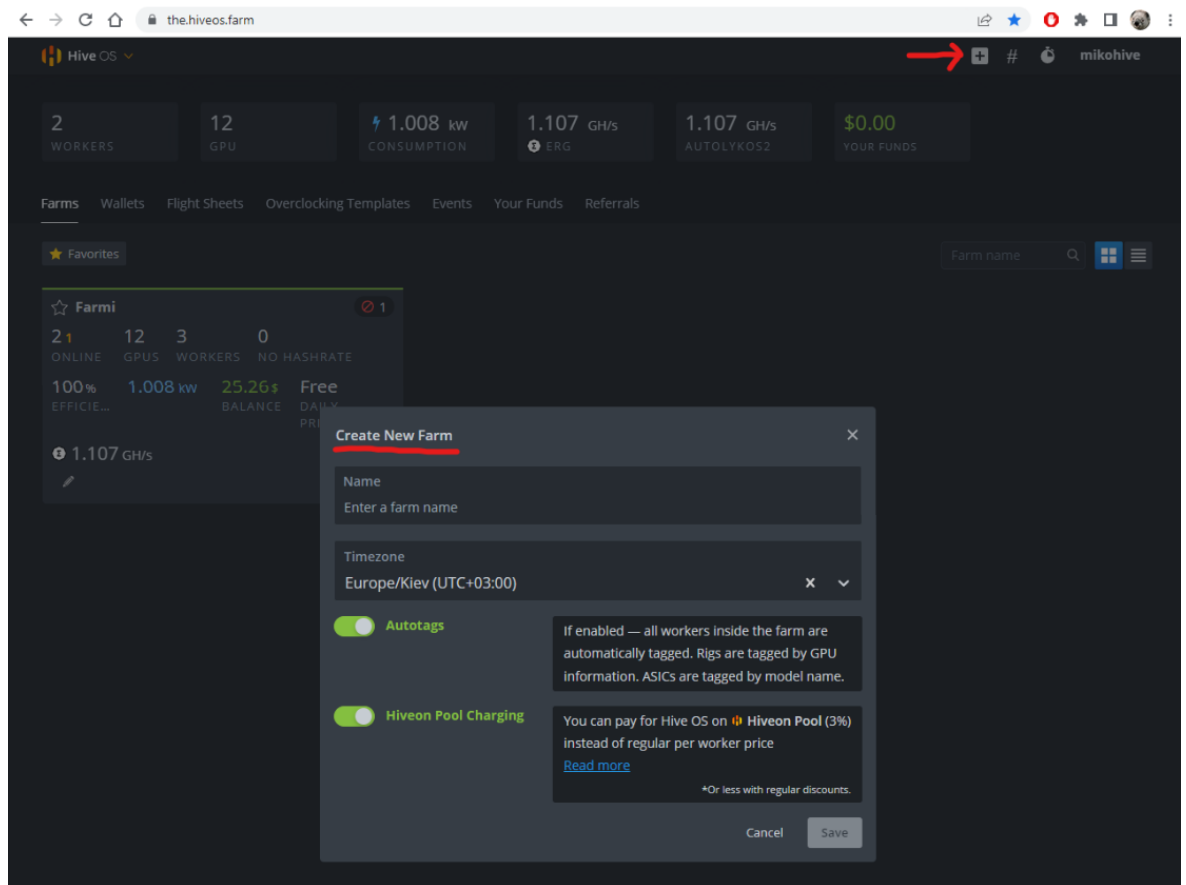 the.hiveos.farm
Hive OS
# mikohive
2 12 1.008 kW 1.107 GH/s 1.107 GH/s $0.00
WORKERS GPU CONSUMPTION ERG AUTOLYKOS2 YOUR FUNDS
Farms Wallets Flight Sheets Overclocking Templates Events Your Funds Referrals
Favorites Farm name
Farmi 1
2 1 12 3 0
ONLINE GPUS WORKERS NO HASHRATE
100 % 1.008 kW 25.26 $ Free
EFFICIE... BALANCE DAILY
1.107 GH/s
Create New Farm
Name
Enter a farm name
Timezone
Europe/Kiev (UTC+03:00)
Autotags
If enabled — all workers inside the farm are
automatically tagged. Rigs are tagged by GPU
information. ASICs are tagged by model name.
Hiveon Pool Charging
You can pay for Hive OS on Hiveon Pool (3%)
instead of regular per worker price
Read more
*Or less with regular discounts.
Cancel Save